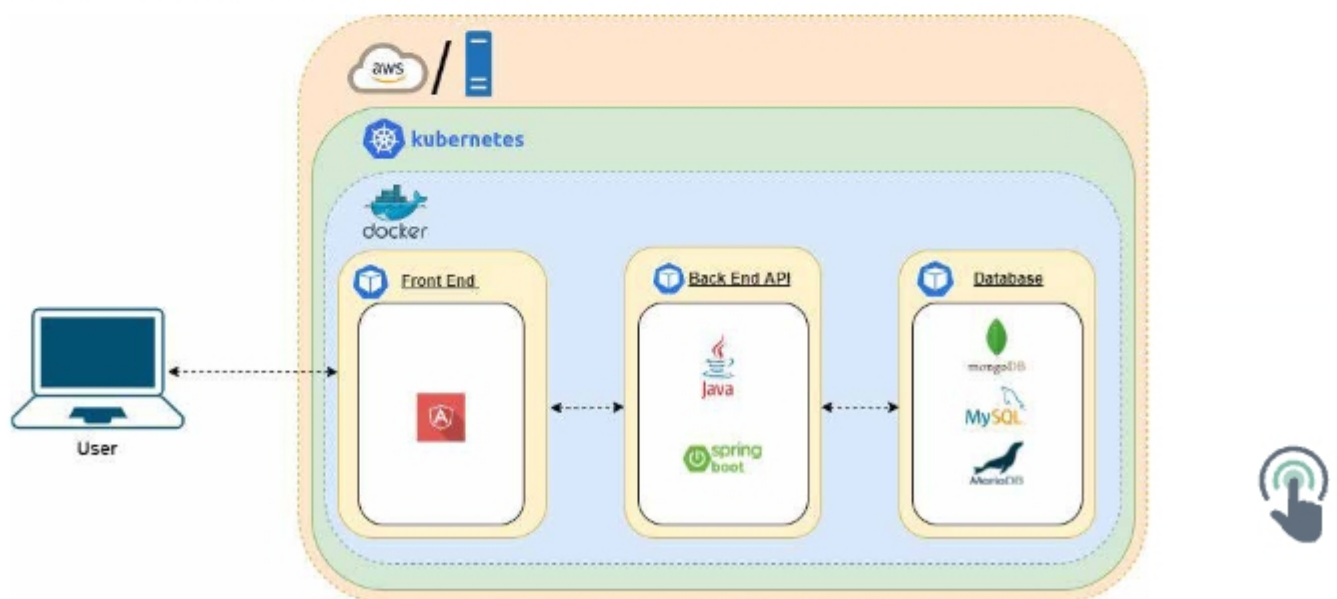 aws
kubernetes
docker
Front End
Back End API
Database
Java
spring
boot
mongoDB
MySQL
MariaDB
User